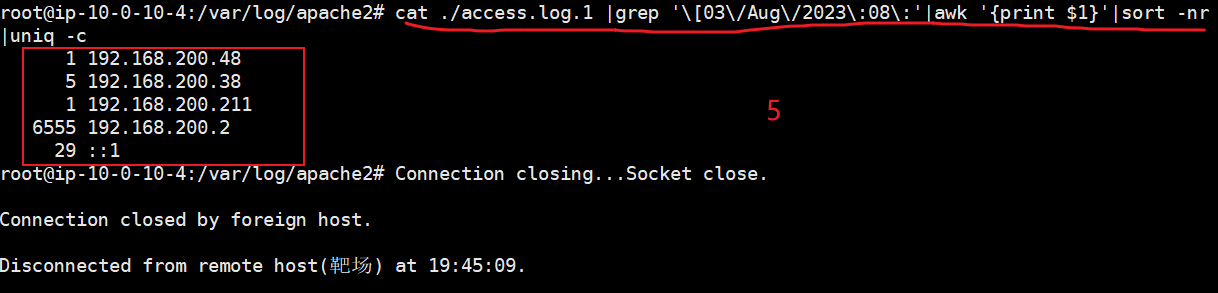 root@ip-10-0-10-4:/var/log/apache2# cat ./access.log.1 |grep '\[03\/Aug\/2023\:08\:'|awk '{print $1}'|sort -nr
|uniq -c
1 192.168.200.48
5 192.168.200.38
1 192.168.200.211
6555 192.168.200.2
29 ::1
5
root@ip-10-0-10-4:/var/log/apache2# Connection closing...Socket close.
Connection closed by foreign host.
Disconnected from remote host(靶场) at 19:45:09.